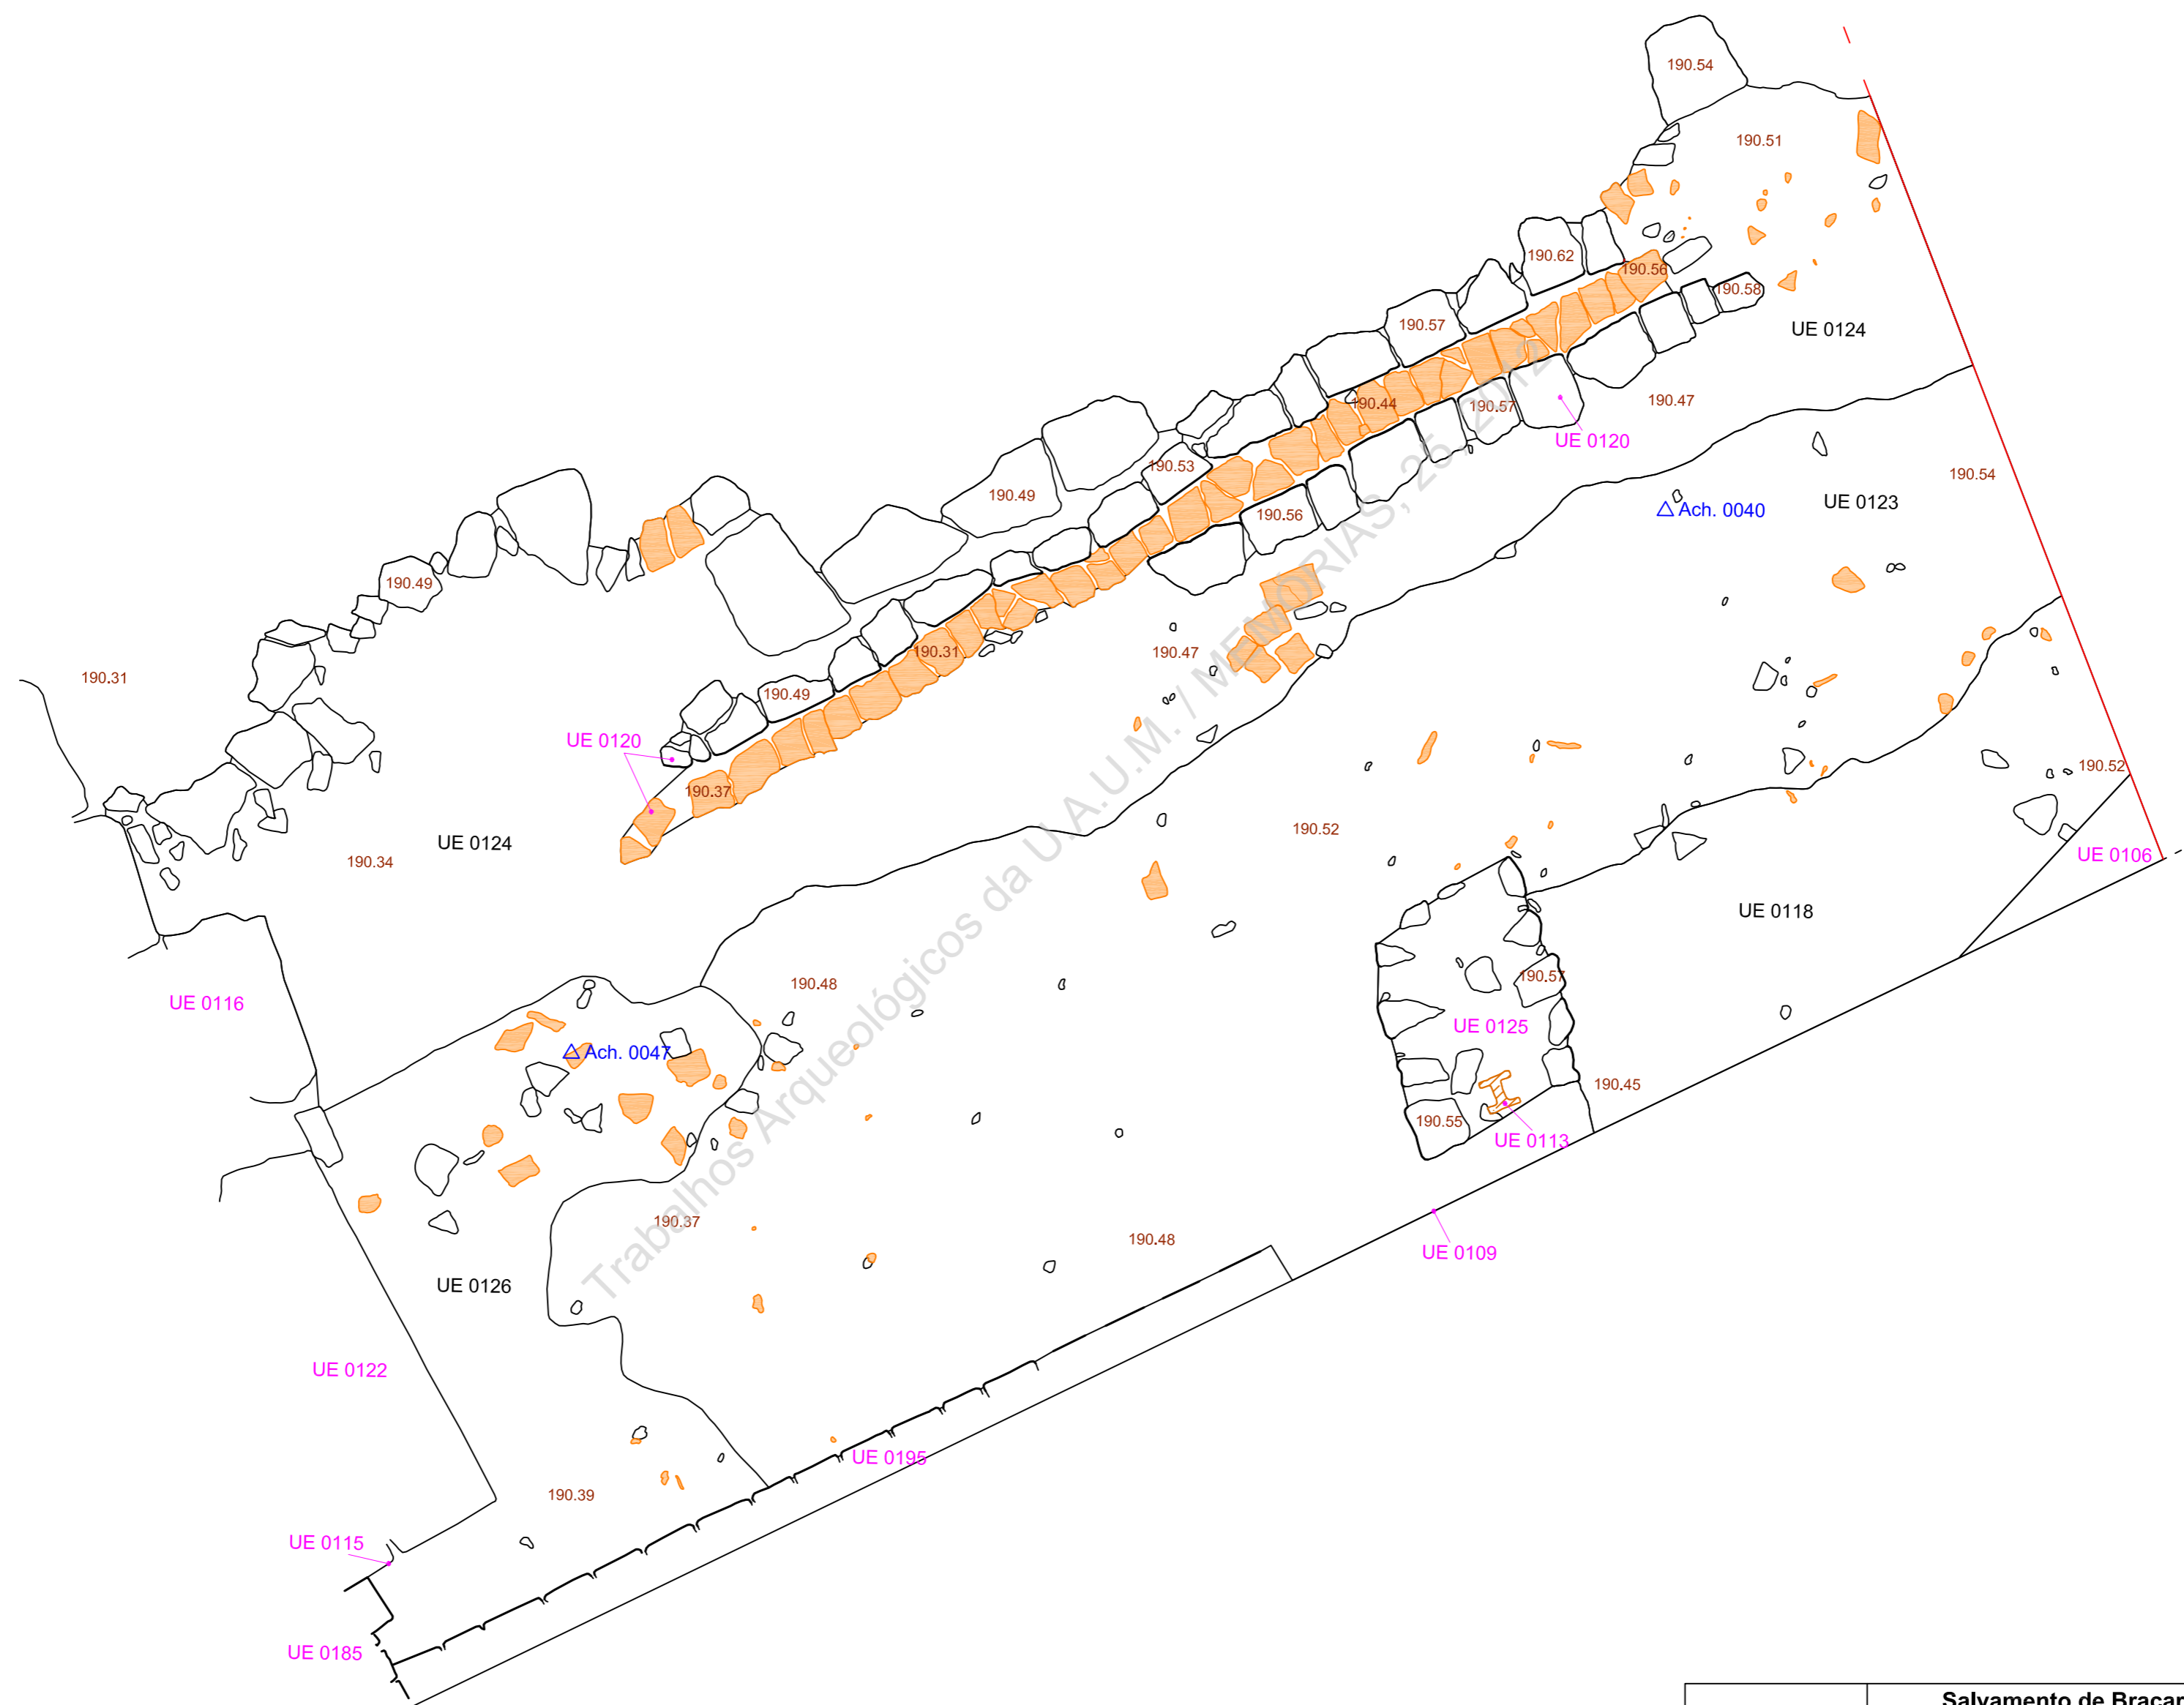 190.54
190.51
190.62
190.56
190.58
190.57
UE 0124
190.44
190.57
190.47
UE 0120
190.53
190.49
190.54
UE 0123
Ach. 0040
190.56
190.49
190.47
190.31
190.31
190.49
UE 0120
190.37
190.52
190.52
UE 0124
190.34
UE 0106
UE 0118
190.48
190.57
UE 0116
UE 0125
Ach. 0047
190.45
190.55
UE 0113
190.37
190.48
UE 0109
UE 0126
UE 0122
UE 0195
190.39
UE 0115
UE 0185
Trabalhos Arqueológicos da U.A.U.M. / MEMÓRIAS, 25, 2012
Salvamento de Bracar